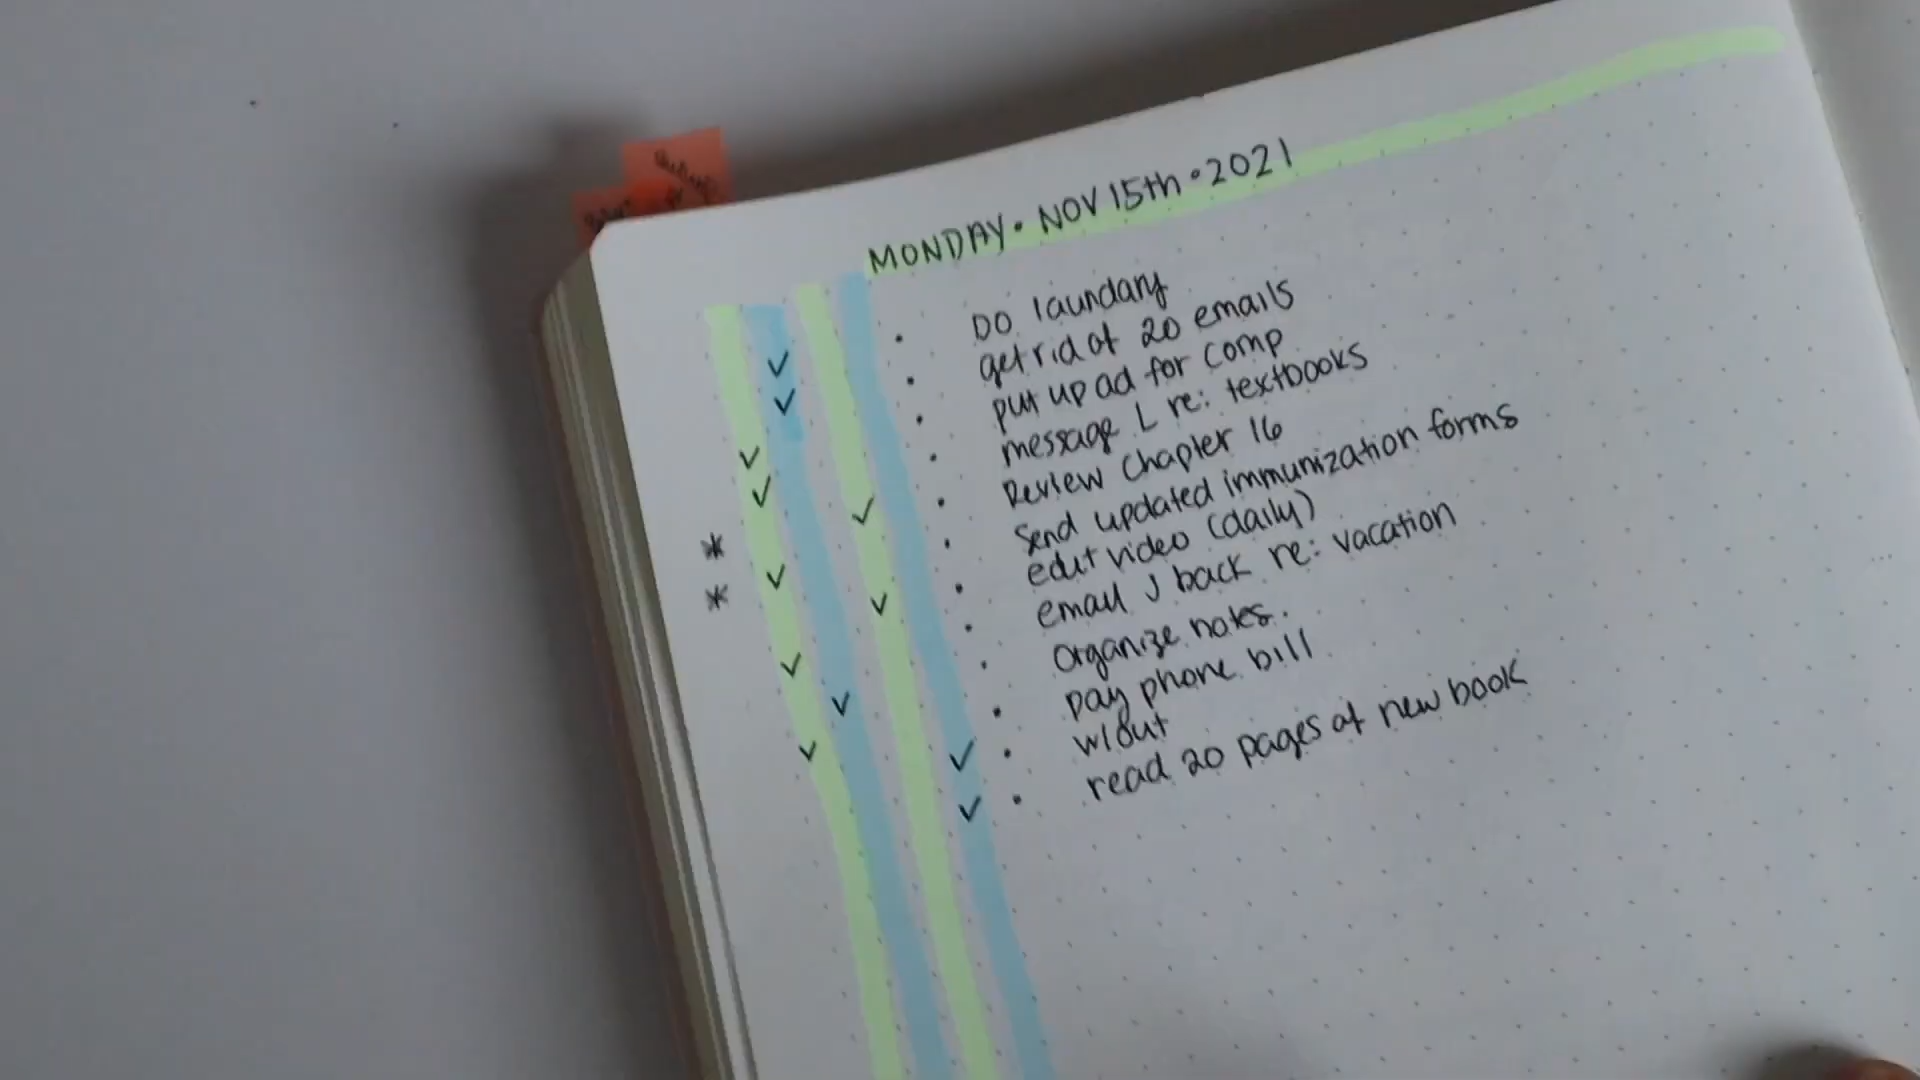 MONDAY • NOV 15th • 2021
• DO laundary
• get rid of 20 emails
• put up ad for comp
• message L re: textbooks
• Review Chapter 16
• Send updated immunization forms
• edit video (daily)
• email J back re: vacation
• organize notes.
• pay phone bill
• w/out
• read 20 pages of new book